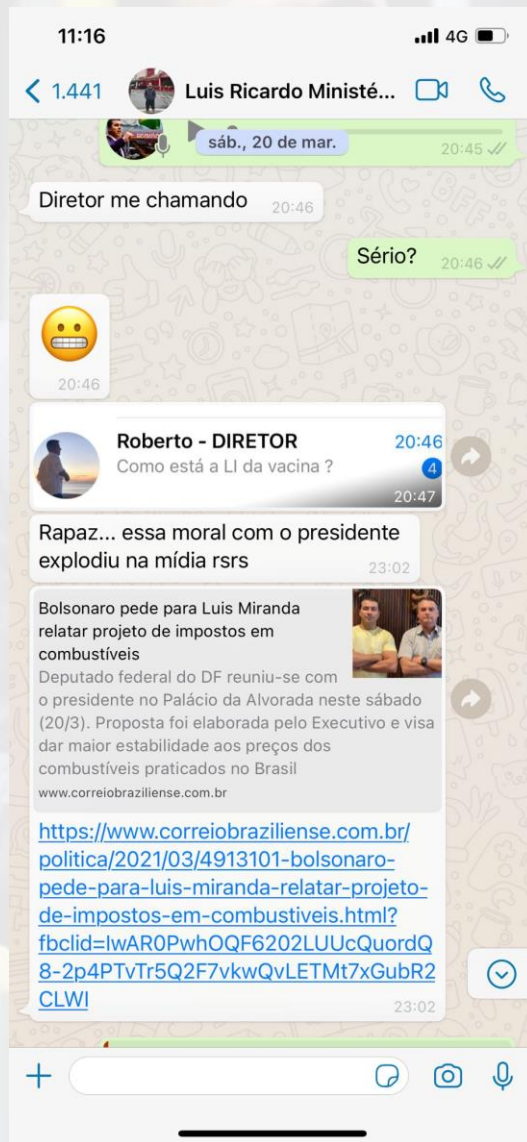 11:16
4G
1.441
Luis Ricardo Ministé...
sáb., 20 de mar.
20:45
Diretor me chamando
20:46
Sério?
20:46
20:46
Roberto - DIRETOR
20:46
Como está a LI da vacina ?
4
20:47
Rapaz... essa moral com o presidente
explodiu na mídia rsrs
23:02
Bolsonaro pede para Luis Miranda
relatar projeto de impostos em
combustíveis
Deputado federal do DF reuniu-se com
o presidente no Palácio da Alvorada neste sábado
(20/3). Proposta foi elaborada pelo Executivo e visa
dar maior estabilidade aos preços dos
combustíveis praticados no Brasil
www.correiobraziliense.com.br
https://www.correiobraziliense.com.br/
politica/2021/03/4913101-bolsonaro-
pede-para-luis-miranda-relatar-projeto-
de-impostos-em-combustiveis.html?
fbclid=IwAR0PwhOQF6202LUUcQuordQ
8-2p4PTvTr5Q2F7vkwQvLETMt7xGubR2
CLWI
23:02